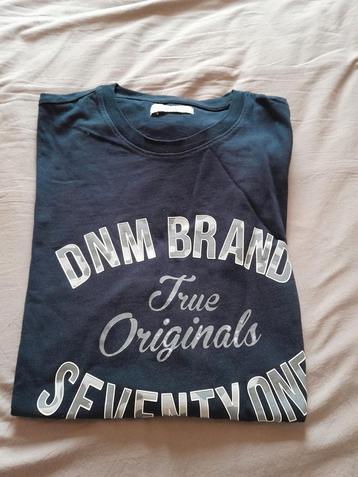 DNM BRAND
True
Originals
SEVENTY ONE